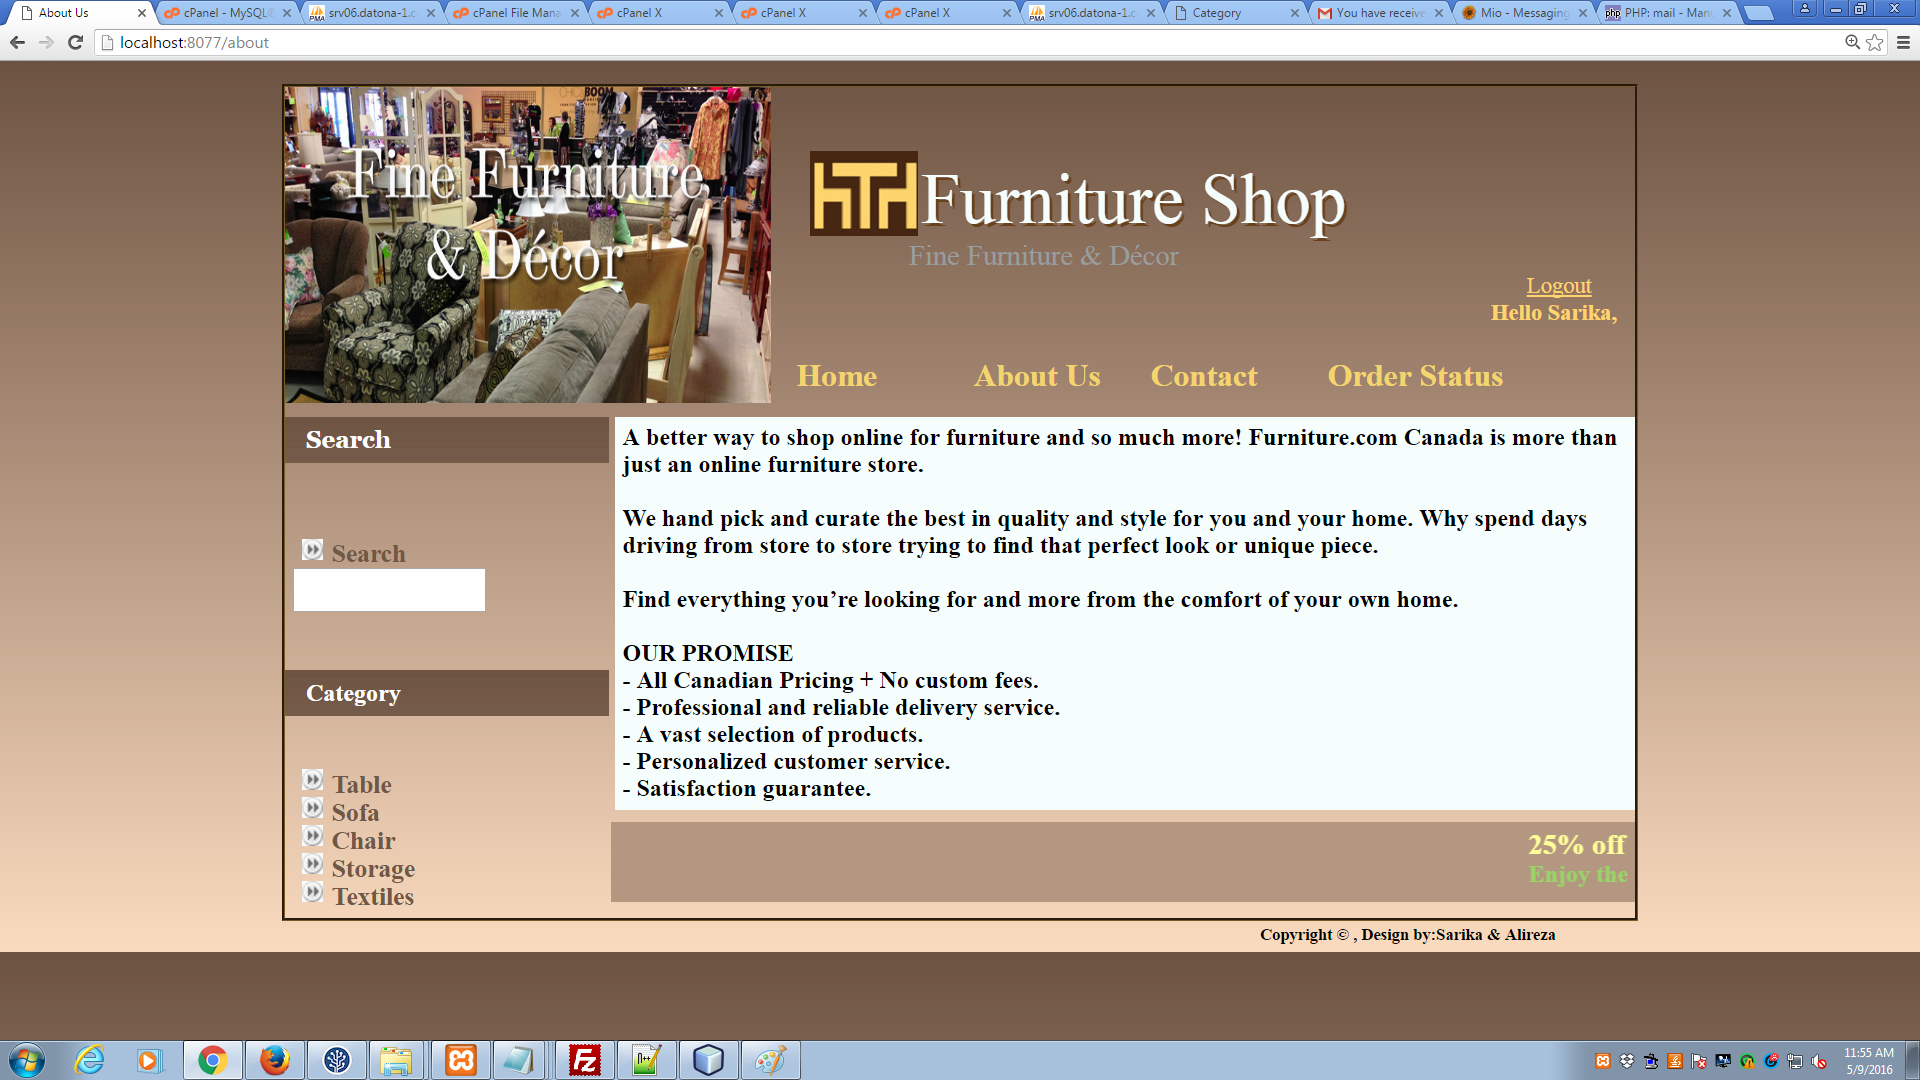 About Us
cPanel - MySQL®
srv06.datona-1.c
cPanel File Mana
cPanel X
cPanel X
cPanel X
srv06.datona-1.c
Category
You have receive
Mio - Messaging
PHP: mail - Manu
localhost:8077/about
BOOM
Fine Furniture
& Décor
Furniture Shop
Fine Furniture & Décor
Logout
Hello Sarika,
Home
About Us
Contact
Order Status
Search
A better way to shop online for furniture and so much more! Furniture.com Canada is more than
just an online furniture store.
We hand pick and curate the best in quality and style for you and your home. Why spend days
driving from store to store trying to find that perfect look or unique piece.
Find everything you’re looking for and more from the comfort of your own home.
OUR PROMISE
- All Canadian Pricing + No custom fees.
- Professional and reliable delivery service.
- A vast selection of products.
- Personalized customer service.
- Satisfaction guarantee.
Search
Category
Table
Sofa
Chair
Storage
Textiles
25% off
Enjoy the
Copyright © , Design by:Sarika & Alireza
11:55 AM
5/9/2016